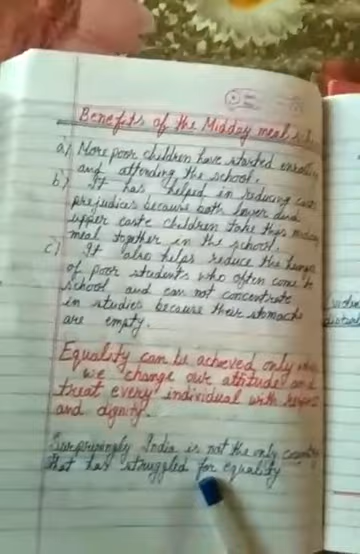 Benefits of the Midday meal
a) More poor children have started enrolling
and attending the school.
b) It has helped in reducing caste
prejudices because both lower and
upper caste children take this midday
meal together in the school.
c) It also helps reduce the hunger
of poor students who often come to
school and can not concentrate
in studies because their stomachs
are empty.
Equality can be achieved only when
we change our attitude and
treat every individual with respect
and dignity.
Surprisingly India is not the only country
that has struggled for equality